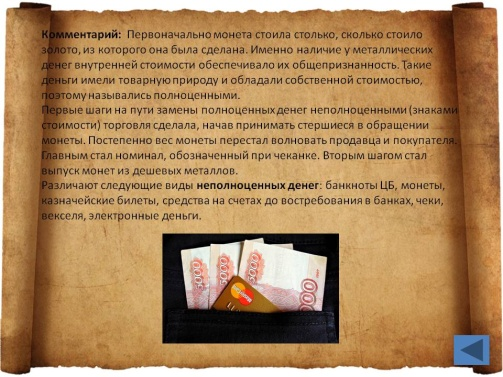 Комментарий: Первоначально монета стоила столько, сколько стоило
золото, из которого она была сделана. Именно наличие у металлических
денег внутренней стоимости обеспечивало их общепризнанность. Такие
деньги имели товарную природу и обладали собственной стоимостью,
поэтому назывались полноценными.
Первые шаги на пути замены полноценных денег неполноценными (знаками
стоимости) торговля сделала, начав принимать стершиеся в обращении
монеты. Постепенно вес монеты перестал волновать продавца и покупателя.
Главным стал номинал, обозначенный при чеканке. Вторым шагом стал
выпуск монет из дешевых металлов.
Различают следующие виды неполноценных денег: банкноты ЦБ, монеты,
казначейские билеты, средства на счетах до востребования в банках, чеки,
векселя, электронные деньги.
5000
5000
000